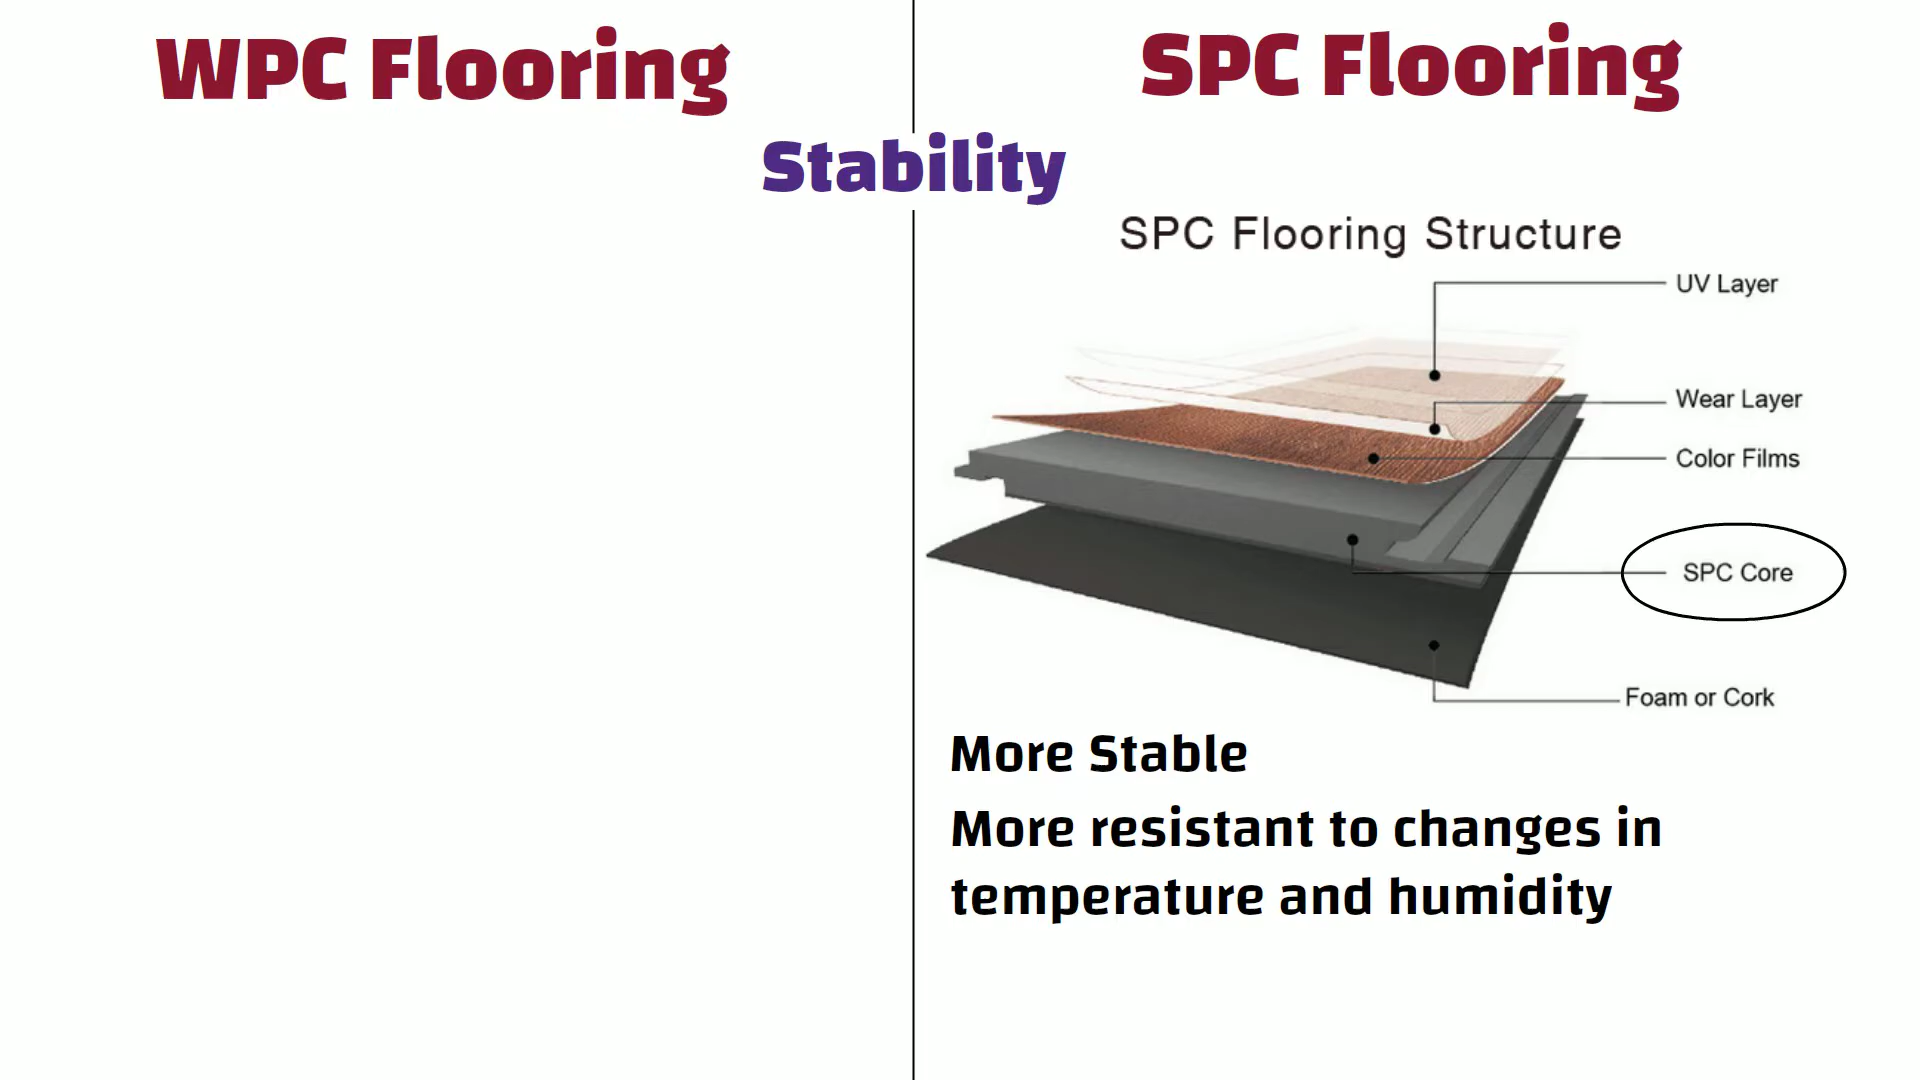 WPC Flooring
SPC Flooring
Stability
SPC Flooring Structure
UV Layer
Wear Layer
Color Films
SPC Core
Foam or Cork
More Stable
More resistant to changes in
temperature and humidity